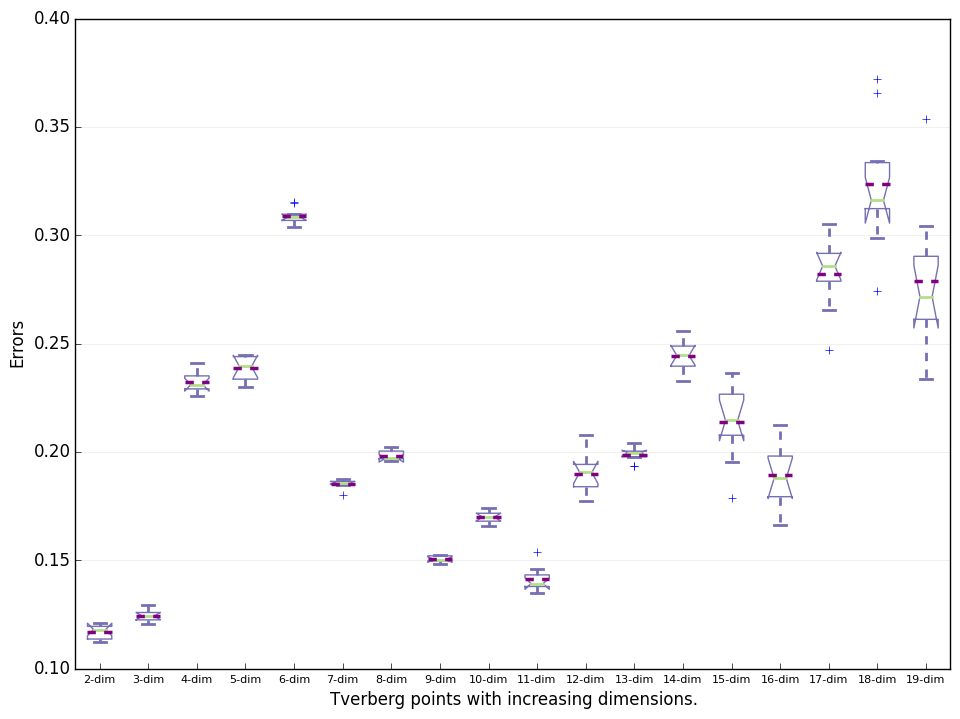 0.40
0.35
0.30
0.25
0.20
0.15
0.10
Errors
2-dim 3-dim 4-dim 5-dim 6-dim 7-dim 8-dim 9-dim 10-dim 11-dim 12-dim 13-dim 14-dim 15-dim 16-dim 17-dim 18-dim 19-dim
Tverberg points with increasing dimensions.